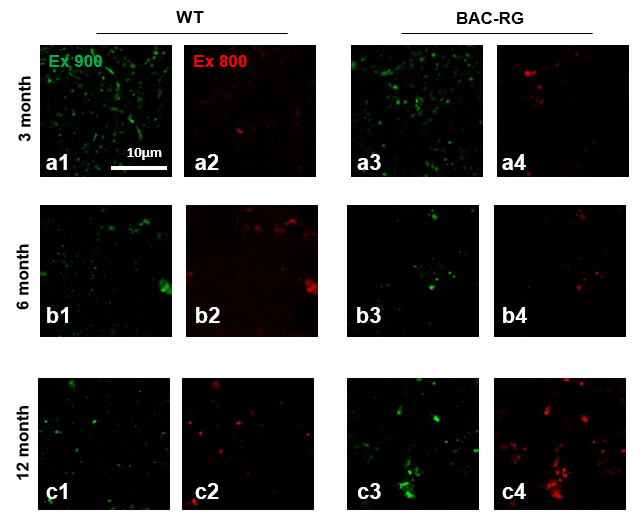 WT
BAC-RG
3 month
Ex 900
Ex 800
10μm
a1
a2
a3
a4
6 month
b1
b2
b3
b4
12 month
c1
c2
c3
c4